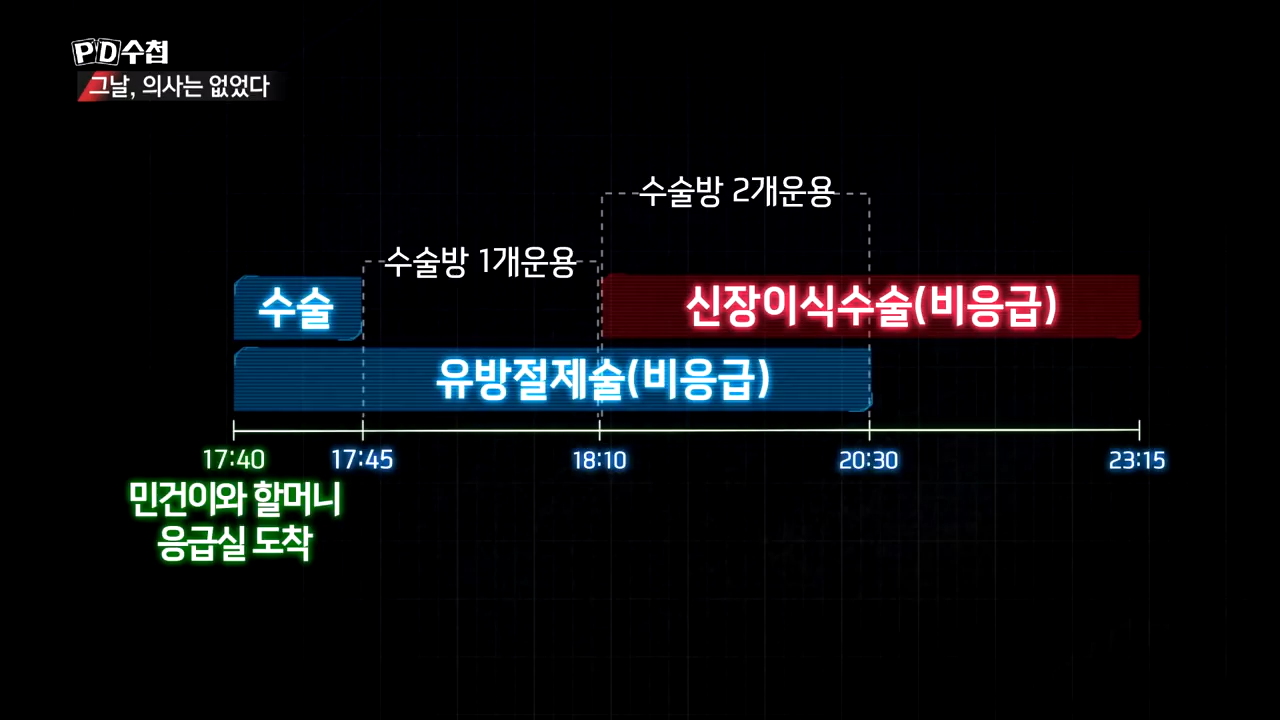 PD수첩
그날, 의사는 없었다
수술방 2개운용
수술방 1개운용
수술
신장이식수술(비응급)
유방절제술(비응급)
17:40
17:45
18:10
20:30
23:15
민건이와 할머니
응급실 도착